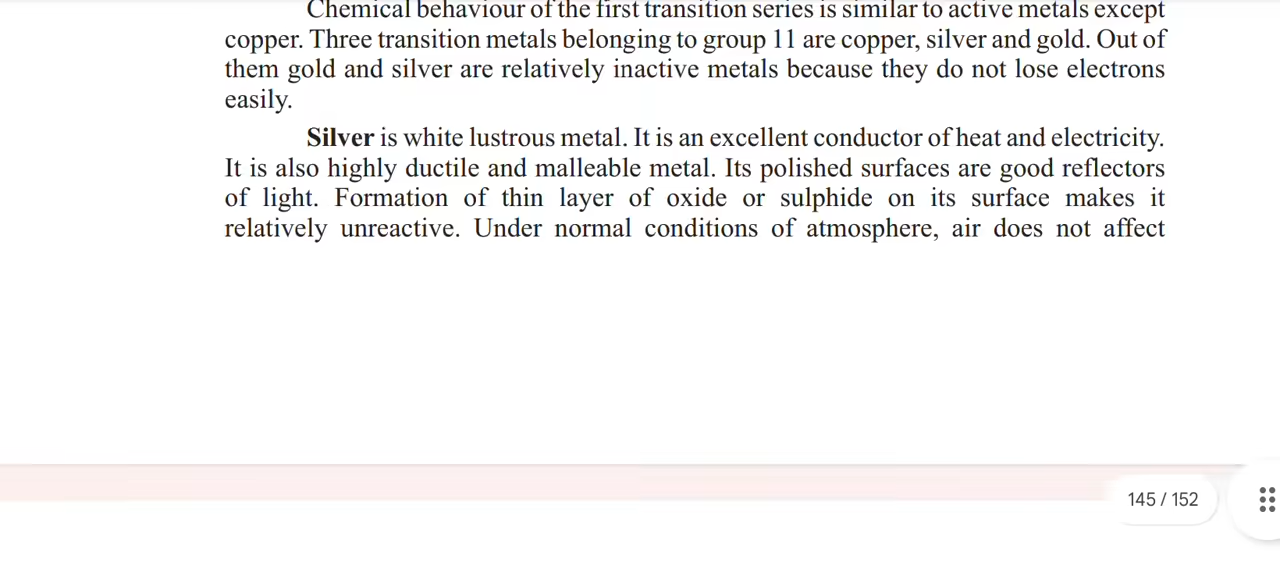 Chemical behaviour of the first transition series is similar to active metals except
copper. Three transition metals belonging to group 11 are copper, silver and gold. Out of
them gold and silver are relatively inactive metals because they do not lose electrons
easily.
Silver is white lustrous metal. It is an excellent conductor of heat and electricity.
It is also highly ductile and malleable metal. Its polished surfaces are good reflectors
of light. Formation of thin layer of oxide or sulphide on its surface makes it
relatively unreactive. Under normal conditions of atmosphere, air does not affect
145 / 152